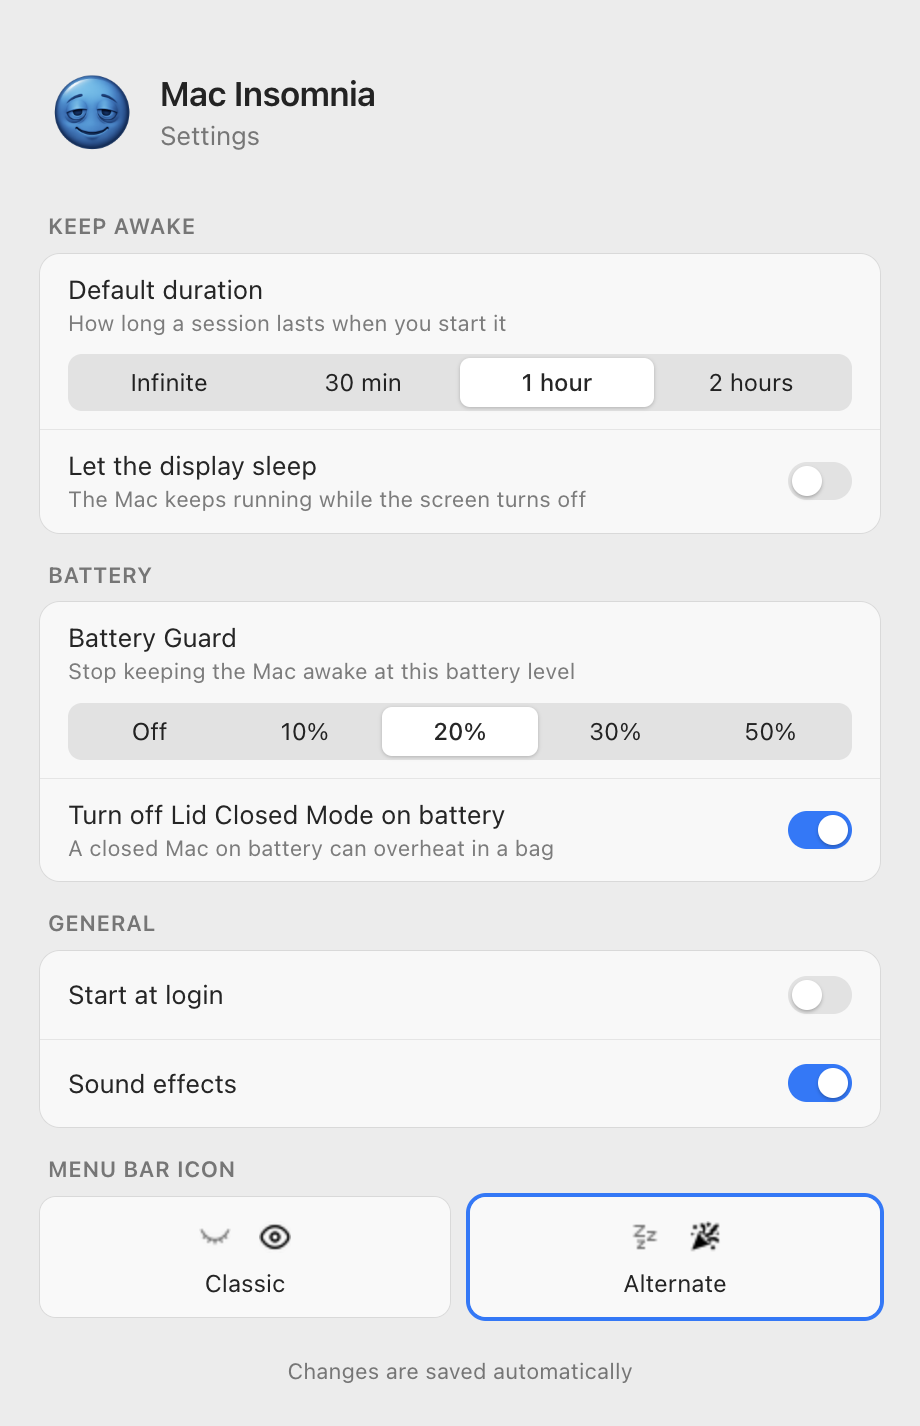 Mac Insomnia
Settings
KEEP AWAKE
Default duration
How long a session lasts when you start it
Infinite 30 min 1 hour 2 hours
Let the display sleep
The Mac keeps running while the screen turns off
BATTERY
Battery Guard
Stop keeping the Mac awake at this battery level
Off 10% 20% 30% 50%
Turn off Lid Closed Mode on battery
A closed Mac on battery can overheat in a bag
GENERAL
Start at login
Sound effects
MENU BAR ICON
Classic Alternate
Changes are saved automatically